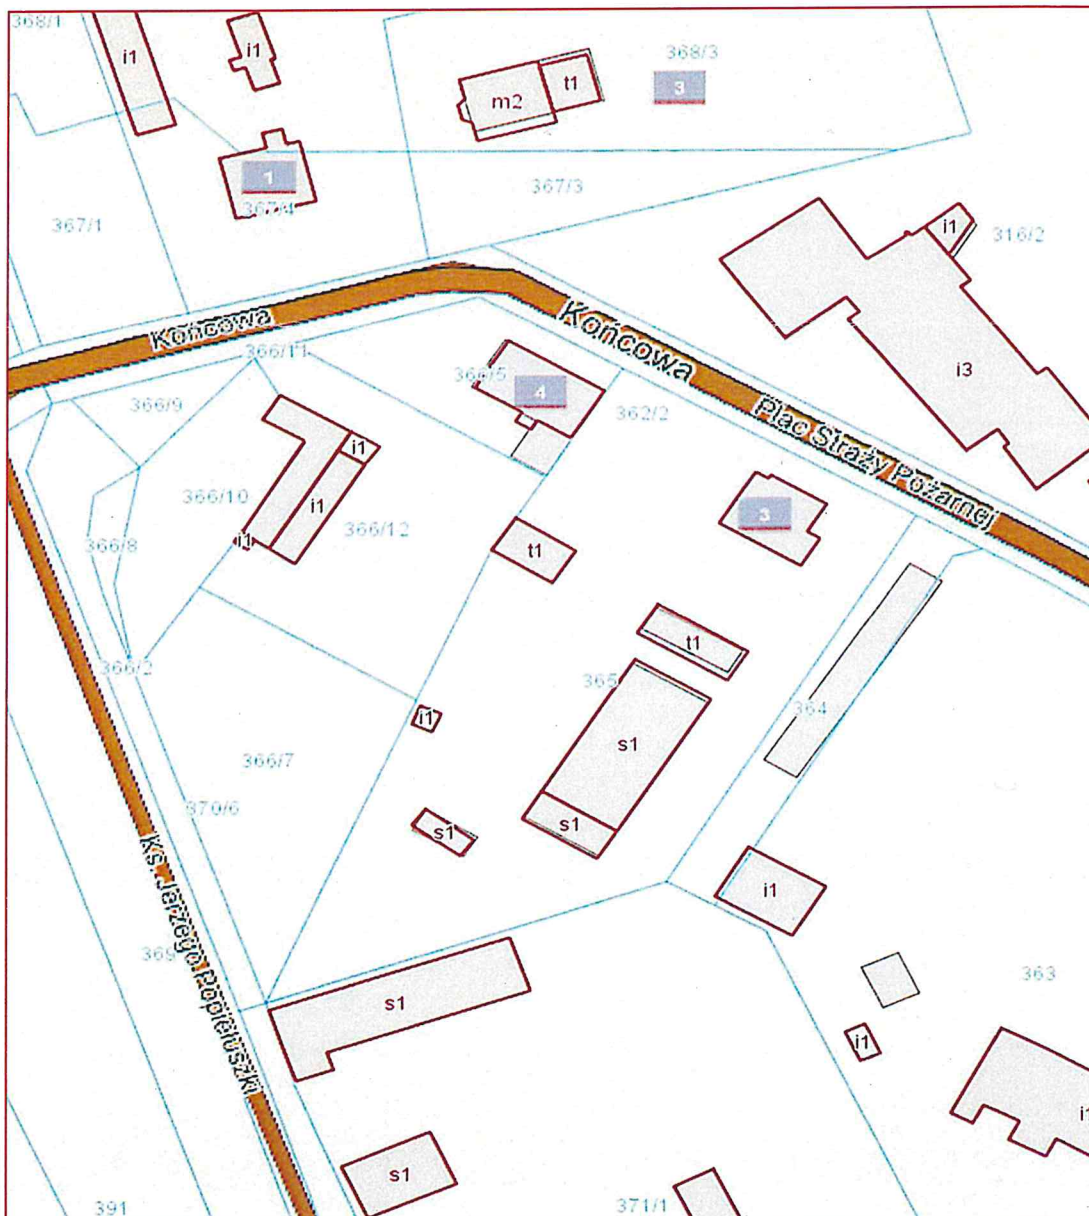 368/1
i1
i1
m2
t1
368/3
3
1
367/4
367/3
367/1
i1
316/2
Końcowa
Końcowa
366/11
366/5
4
i3
366/9
362/2
Plac Straży Pożarnej
i1
366/10
i1
3
366/12
i1
366/8
t1
t1
366/2
365
364
i1
s1
366/7
370/6
s1
s1
i1
Ks. Jerzego Popiełuszki
369
363
s1
i1
i1
s1
391
371/1